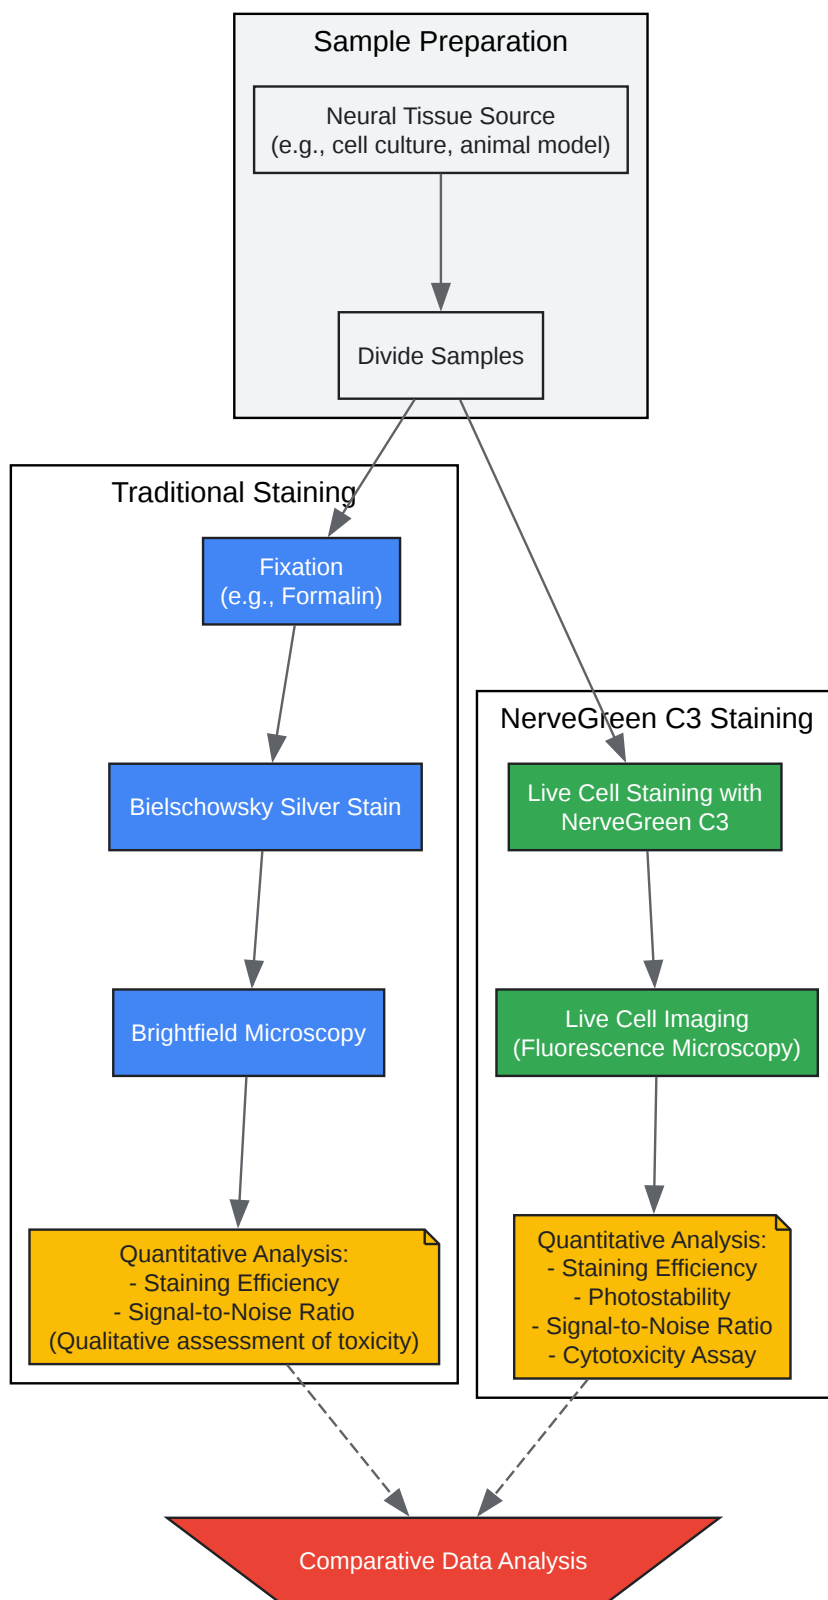 Sample Preparation
Neural Tissue Source
(e.g., cell culture, animal model)
Divide Samples
Traditional Staining
Fixation
(e.g., Formalin)
Bielschowsky Silver Stain
Brightfield Microscopy
Quantitative Analysis:
- Staining Efficiency
- Signal-to-Noise Ratio
(Qualitative assessment of toxicity)
NerveGreen C3 Staining
Live Cell Staining with
NerveGreen C3
Live Cell Imaging
(Fluorescence Microscopy)
Quantitative Analysis:
- Staining Efficiency
- Photostability
- Signal-to-Noise Ratio
- Cytotoxicity Assay
Comparative Data Analysis